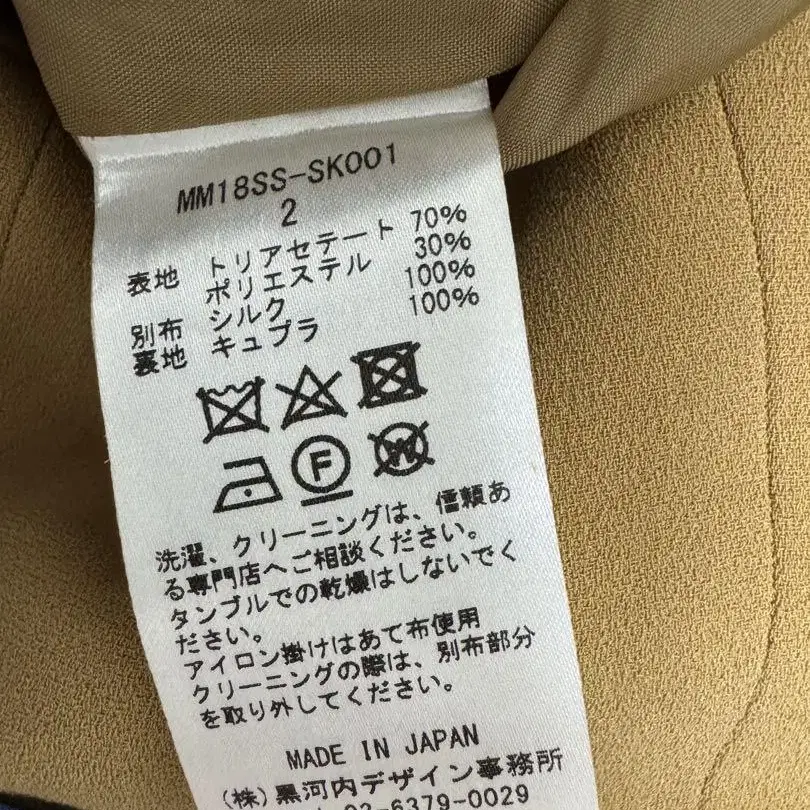 MM18SS-SK001
2
表地 トリアセテート 70%
ポリエステル 30%
別布 シルク 100%
裏地 キュプラ 100%
F
W
洗濯、クリーニングは、信頼あ
る専門店へご相談ください。
タンブルでの乾燥はしないでく
ださい。
アイロン掛けはあて布使用
クリーニングの際は、別布部分
を取り外してください。
MADE IN JAPAN
(株)黒河内デザイン事務所
03-6379-0029